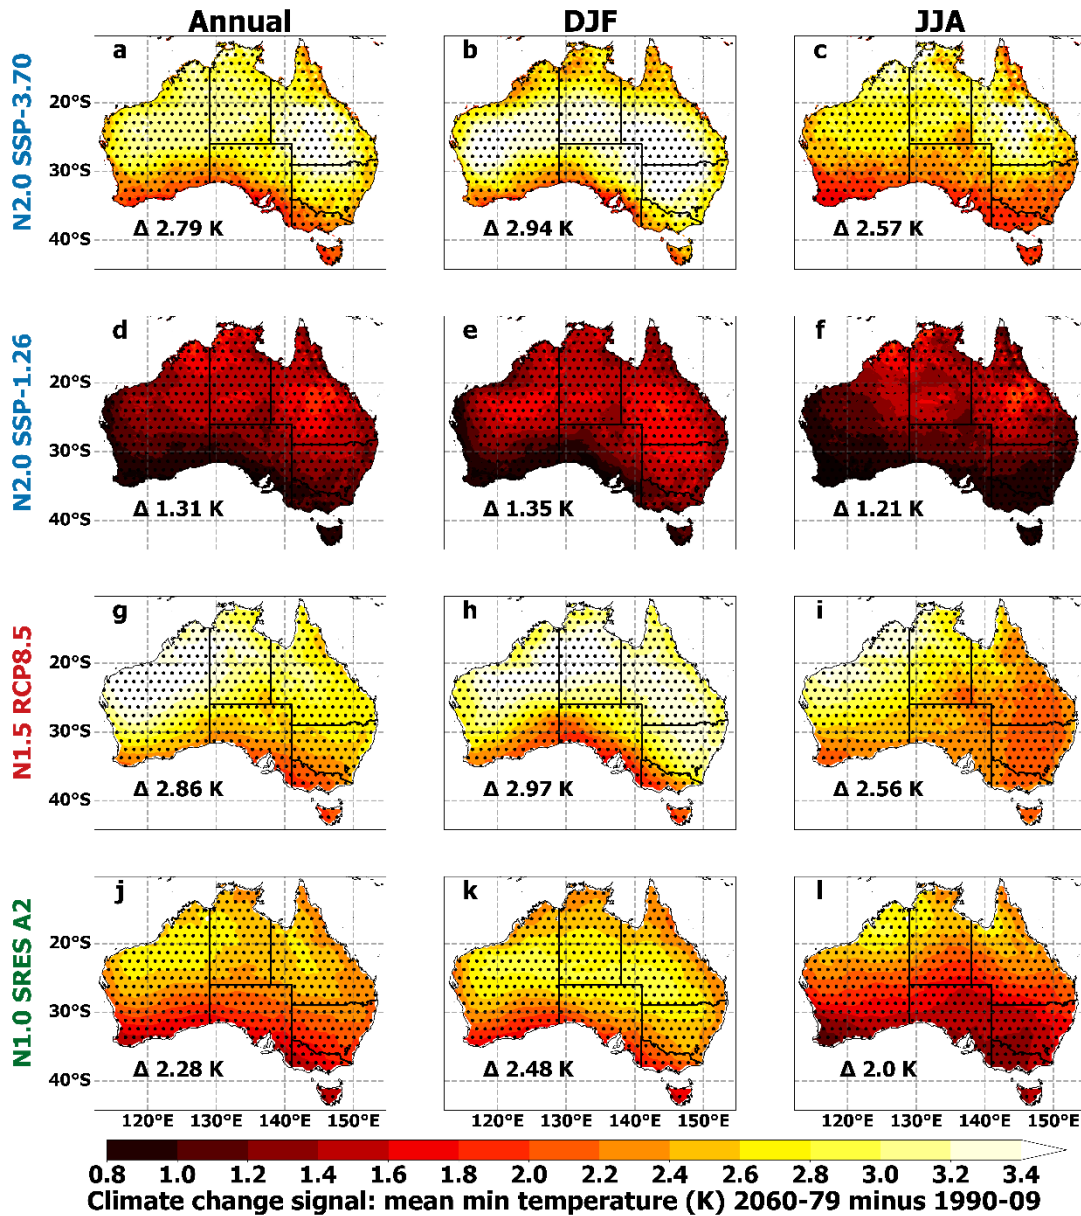 Annual DJF JJA
N2.0 SSP-3.70
a b c
20°S
30°S
40°S
Δ 2.79 K Δ 2.94 K Δ 2.57 K
N2.0 SSP-1.26
d e f
20°S
30°S
40°S
Δ 1.31 K Δ 1.35 K Δ 1.21 K
N1.5 RCP8.5
g h i
20°S
30°S
40°S
Δ 2.86 K Δ 2.97 K Δ 2.56 K
N1.0 SRES A2
j k l
20°S
30°S
40°S
Δ 2.28 K Δ 2.48 K Δ 2.0 K
120°E 130°E 140°E 150°E 120°E 130°E 140°E 150°E 120°E 130°E 140°E 150°E
0.8 1.0 1.2 1.4 1.6 1.8 2.0 2.2 2.4 2.6 2.8 3.0 3.2 3.4
Climate change signal: mean min temperature (K) 2060-79 minus 1990-09